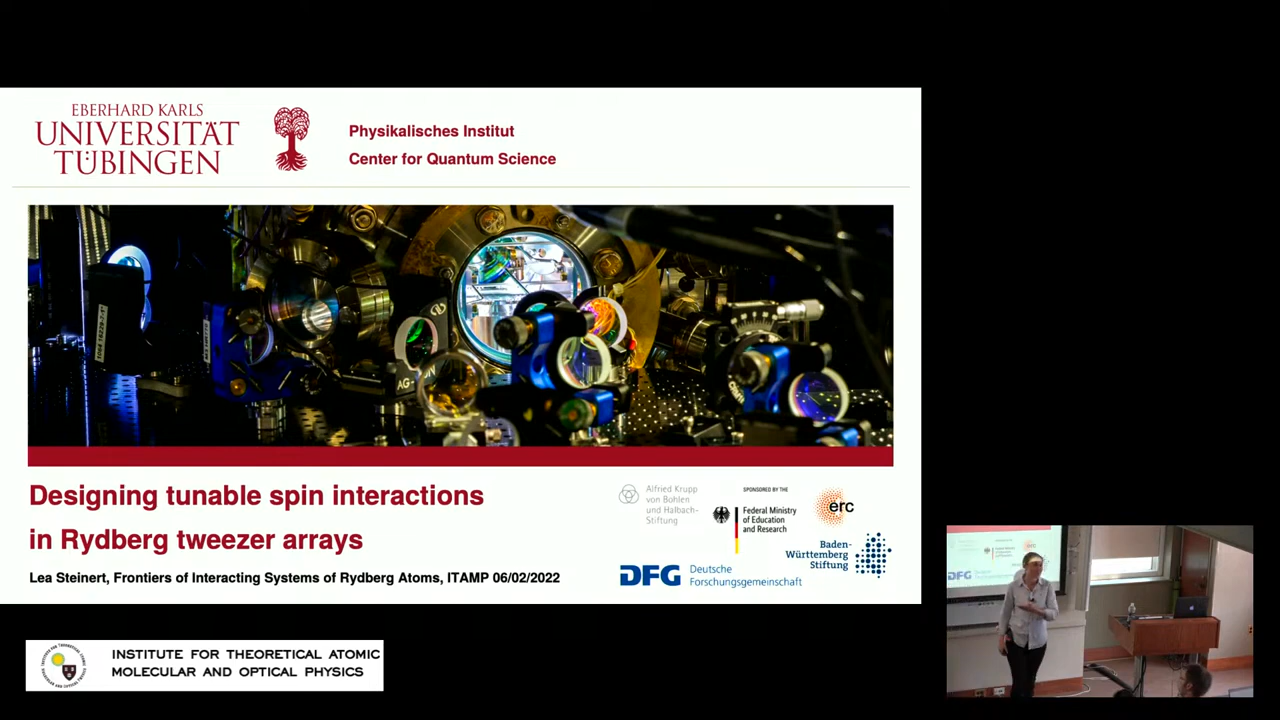 EBERHARD KARLS
UNIVERSITÄT
TÜBINGEN
Physikalisches Institut
Center for Quantum Science
Designing tunable spin interactions
in Rydberg tweezer arrays
Lea Steinert, Frontiers of Interacting Systems of Rydberg Atoms, ITAMP 06/02/2022
Alfried Krupp
von Bohlen
und Halbach-
Stiftung
SPONSORED BY THE
Federal Ministry
of Education
and Research
erc
Baden-
Württemberg
Stiftung
DFG Deutsche
Forschungsgemeinschaft
DFG
INSTITUTE FOR THEORETICAL ATOMIC
MOLECULAR AND OPTICAL PHYSICS